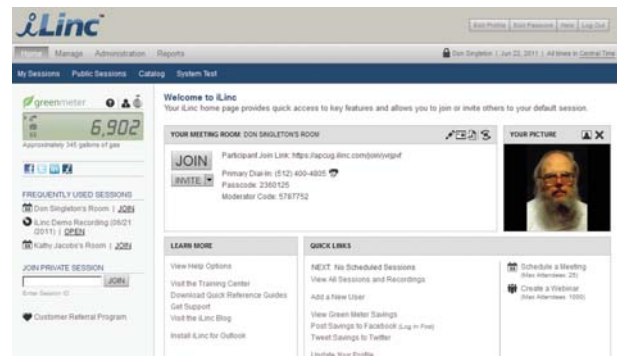 iLinc
Edit Profile | Edit Password | Help | Log Out
Home Manage Administration Reports
Don Singleton | Jun 22, 2011 | All times in Central Time
My Sessions Public Sessions Catalog System Test
greenmeter
6,902
Approximately 345 gallons of gas
FREQUENTLY USED SESSIONS
Don Singleton's Room | JOIN
iLinc Demo Recording (06/21
/2011) | OPEN
Kathy Jacobs's Room | JOIN
JOIN PRIVATE SESSION
JOIN
Enter Session ID
Customer Referral Program
Welcome to iLinc
Your iLinc home page provides quick access to key features and allows you to join or invite others to your default session.
YOUR MEETING ROOM: DON SINGLETON'S ROOM
JOIN
INVITE
Participant Join Link: https://apcug.ilinc.com/join/
Primary Dial-In: (512) 400-4805
Passcode: 2360125
Moderator Code: 5787752
YOUR PICTURE
LEARN MORE
View Help Options
Visit the Training Center
Download Quick Reference Guides
Get Support
Visit the iLinc Blog
Install iLinc for Outlook
QUICK LINKS
NEXT: No Scheduled Sessions
View All Sessions and Recordings
Add a New User
View Green Meter Savings
Post Savings to Facebook (Log In First)
Tweet Savings to Twitter
Update Your Profile
Schedule a Meeting
(Max Attendees: 25)
Create a Webinar
(Max Attendees: 1000)